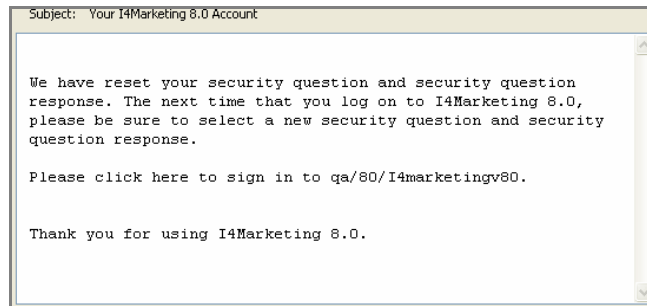 Subject: Your I4Marketing 8.0 Account
We have reset your security question and security question
response. The next time that you log on to I4Marketing 8.0,
please be sure to select a new security question and security
question response.
Please click here to sign in to qa/80/I4marketingv80.
Thank you for using I4Marketing 8.0.